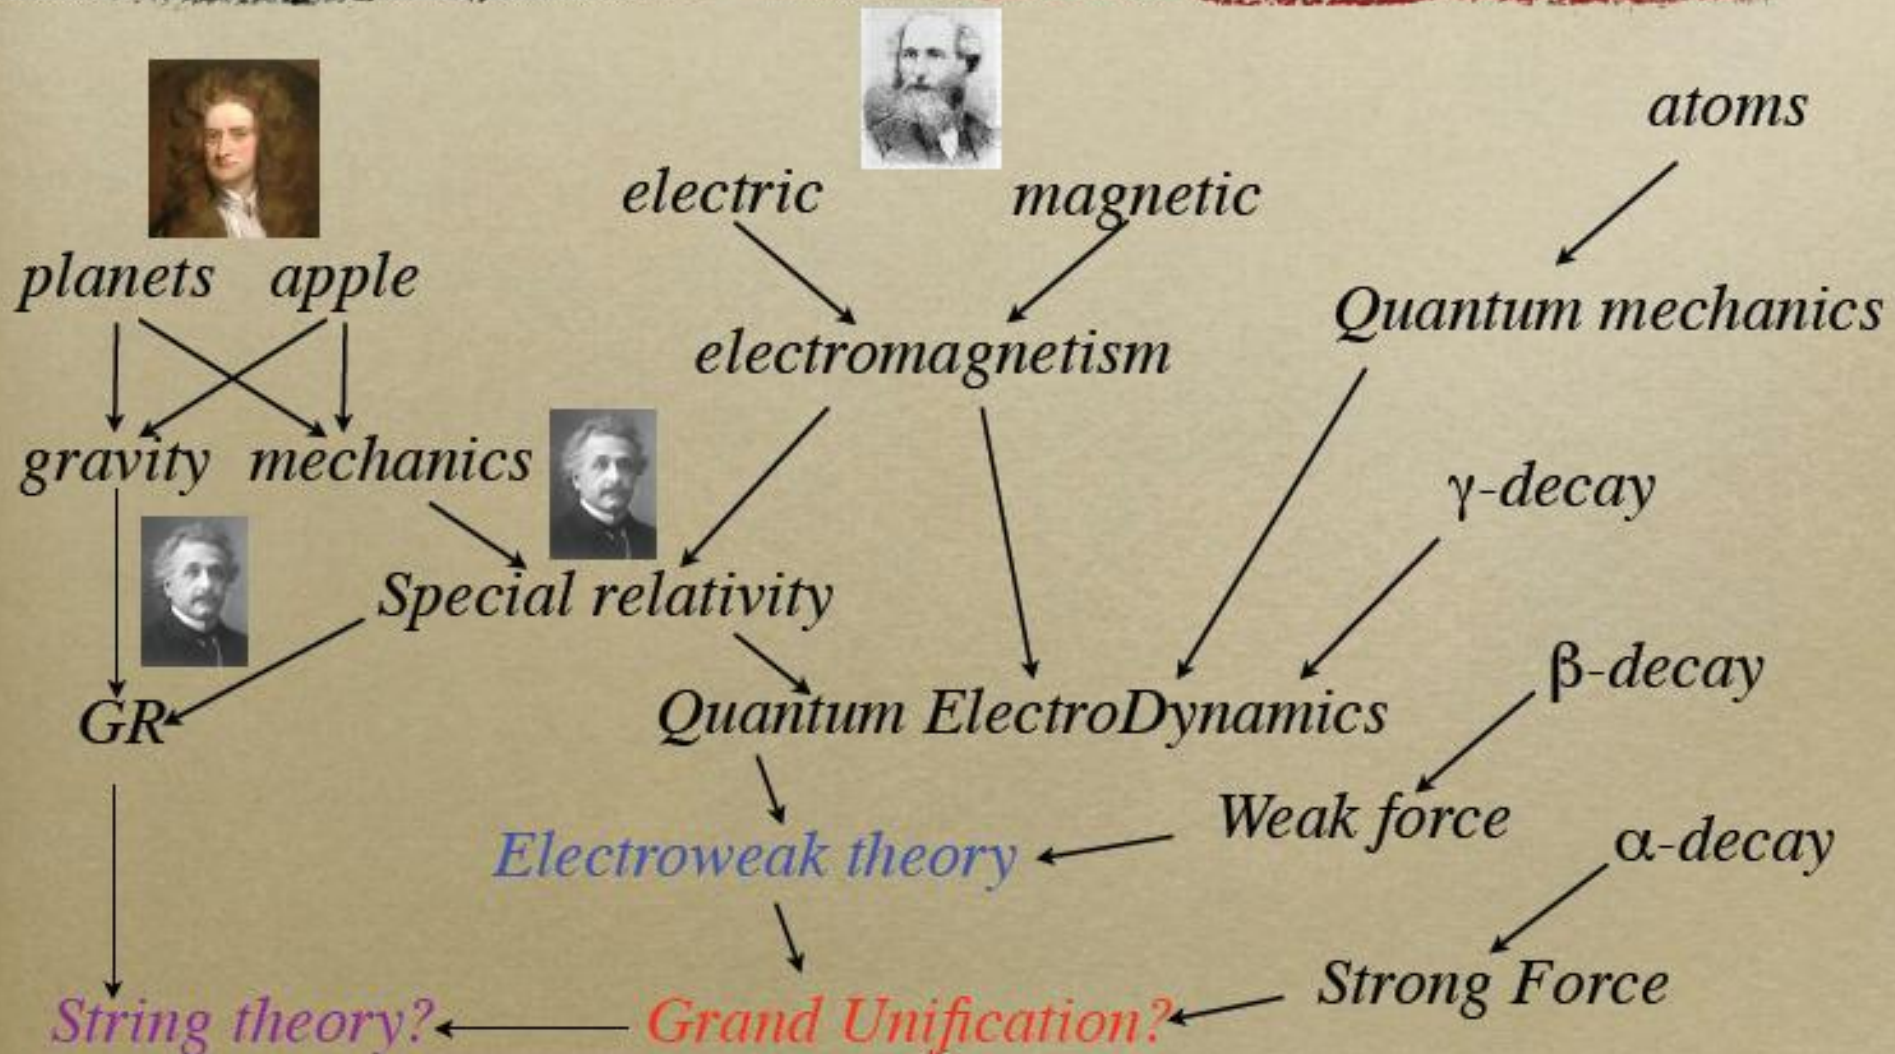 atoms
electric
magnetic
planets
apple
Quantum mechanics
electromagnetism
gravity
mechanics
γ-decay
Special relativity
β-decay
GR
Quantum ElectroDynamics
Weak force
α-decay
Electroweak theory
Strong Force
String theory?
Grand Unification?